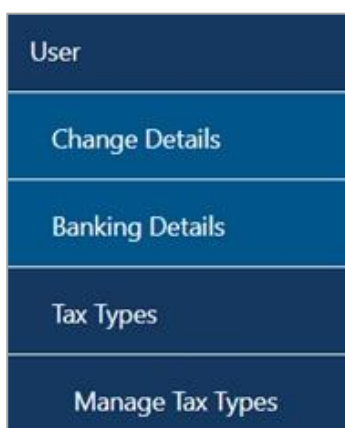 User
Change Details
Banking Details
Tax Types
Manage Tax Types